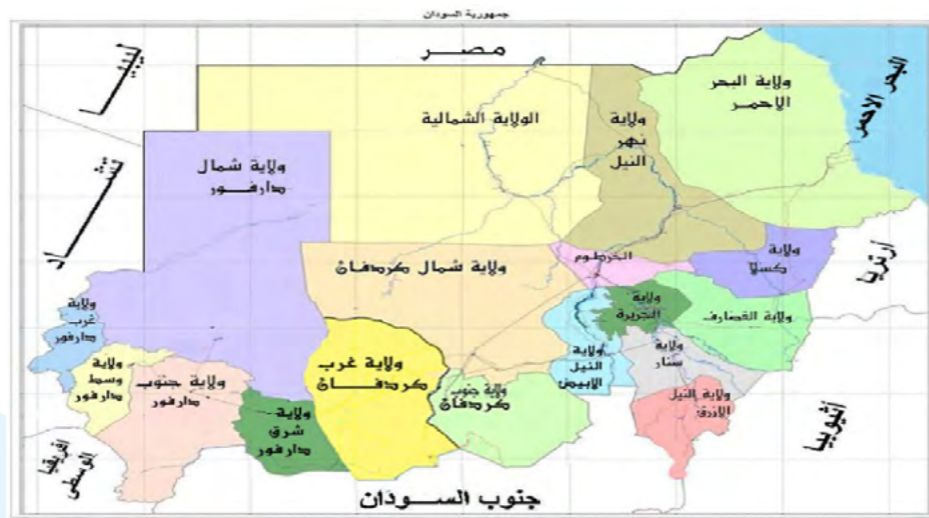 جمهورية السودان
ليبيا
مصر
البحر الاحمر
ولاية البحر
الاحمر
الولاية الشمالية
ولاية
نهر
النيل
ولاية شمال
دارفور
تشاد
ارتريا
ولاية
كسلا
الخرطوم
ولاية شمال كردفان
ولاية
الجزيرة
ولاية القضارف
ولاية
غرب
دارفور
ولاية
سنار
ولاية
النيل
الابيض
ولاية غرب
كردفان
ولاية
وسط
دارفور
ولاية جنوب
دارفور
ولاية جنوب
كردفان
ولاية النيل
الازرق
ولاية
شرق
دارفور
اثيوبيا
افريقيا
الوسطى
جنوب السودان